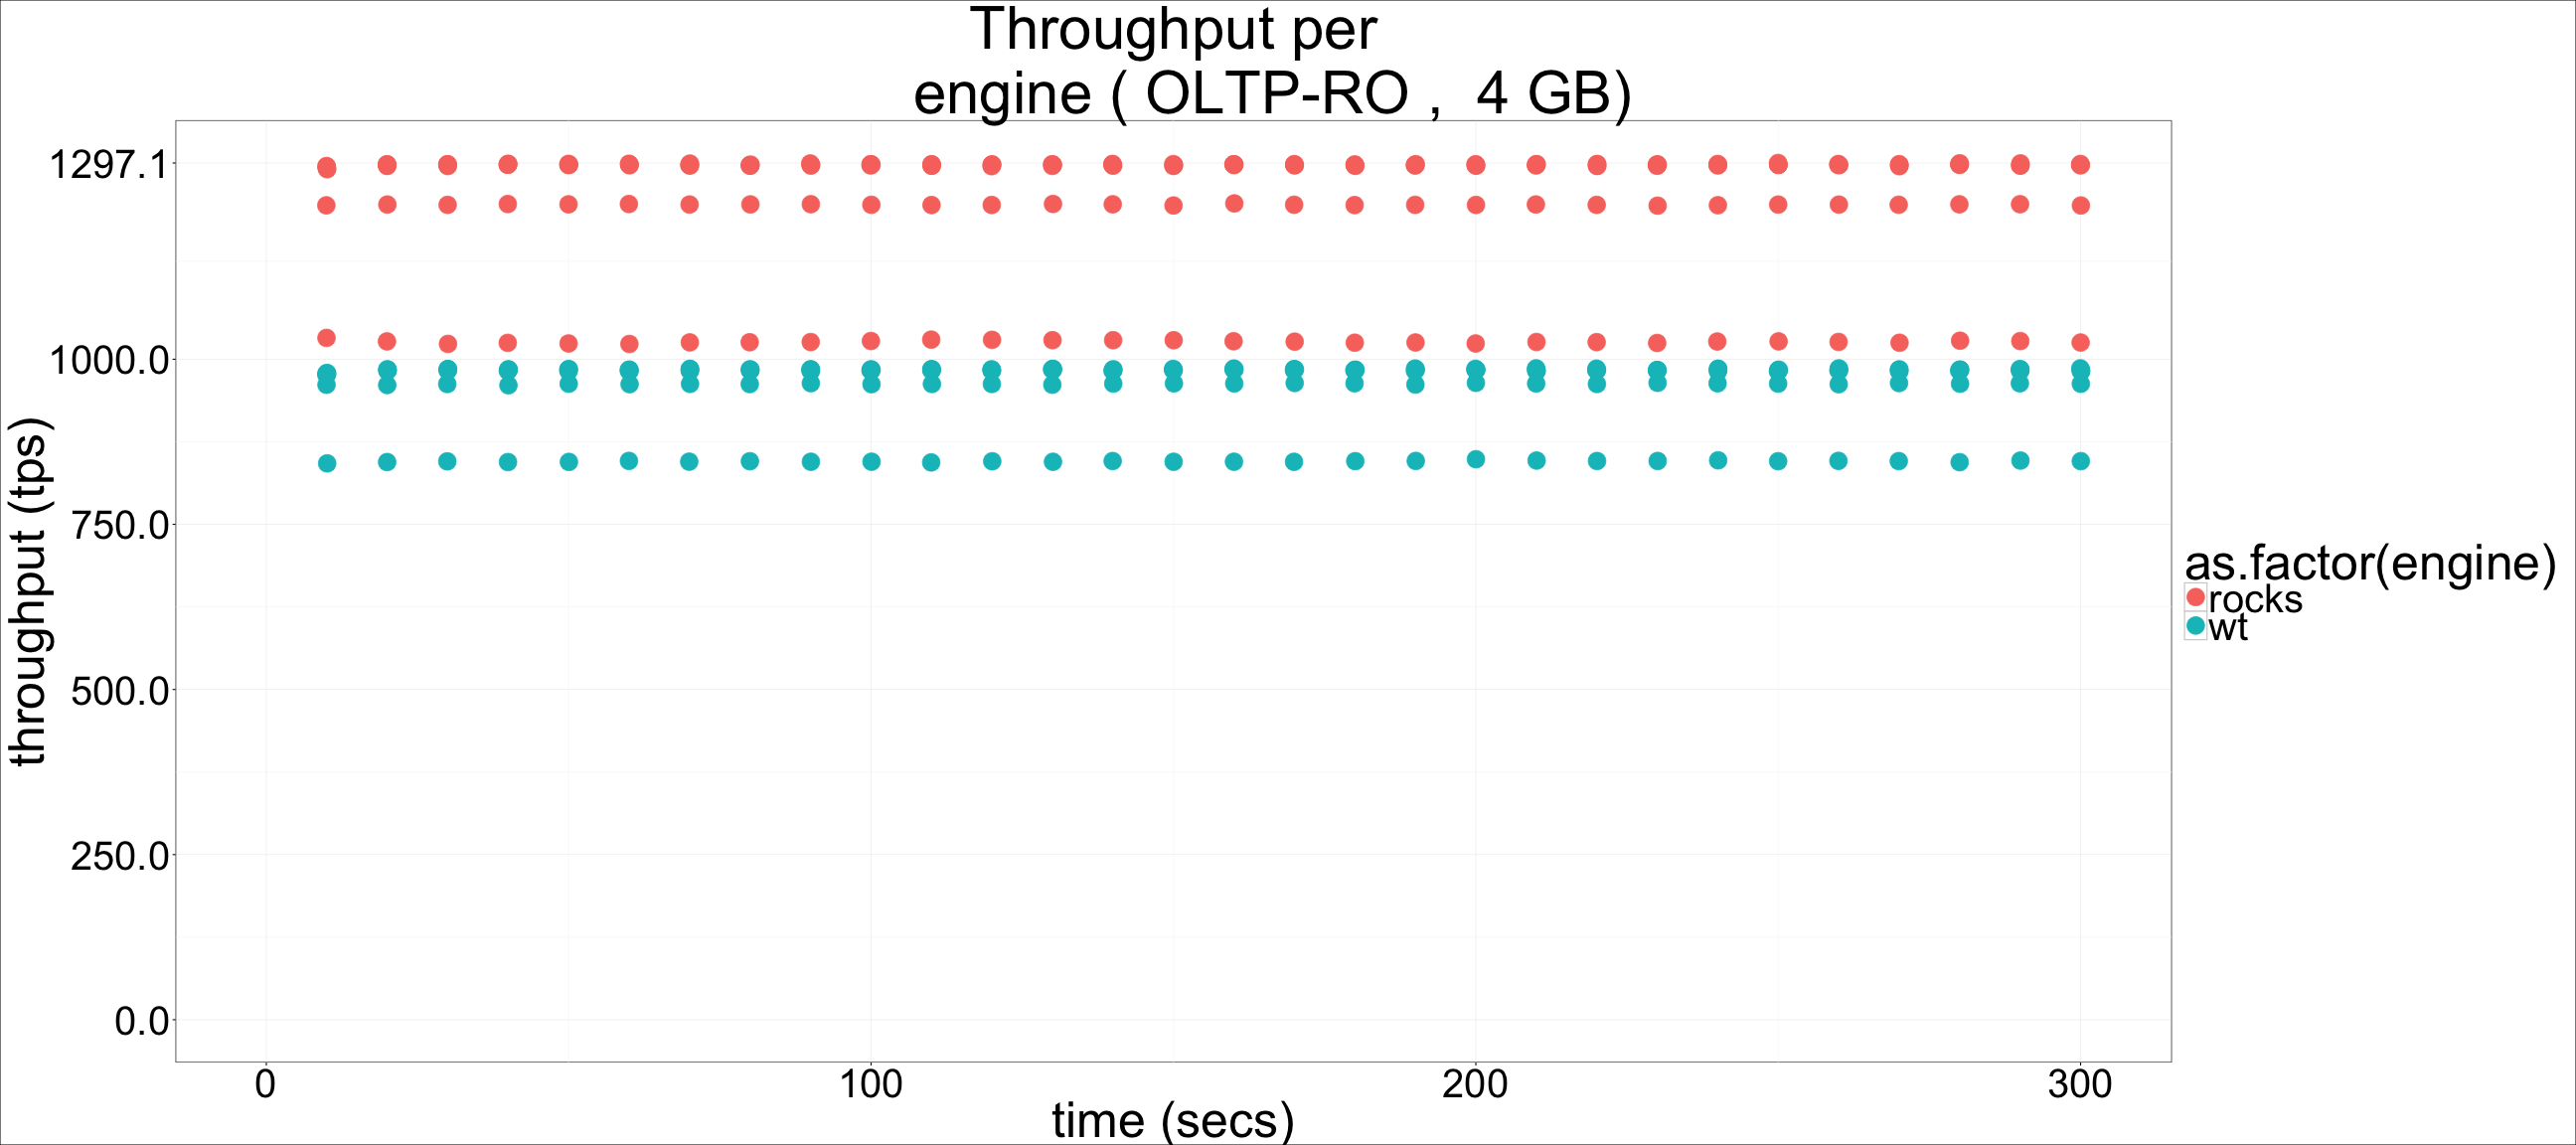 Throughput per
engine ( OLTP-RO ,  4 GB)
throughput (tps)
1297.1
1000.0
750.0
500.0
250.0
0.0
0
100
200
300
time (secs)
as.factor(engine)
rocks
wt